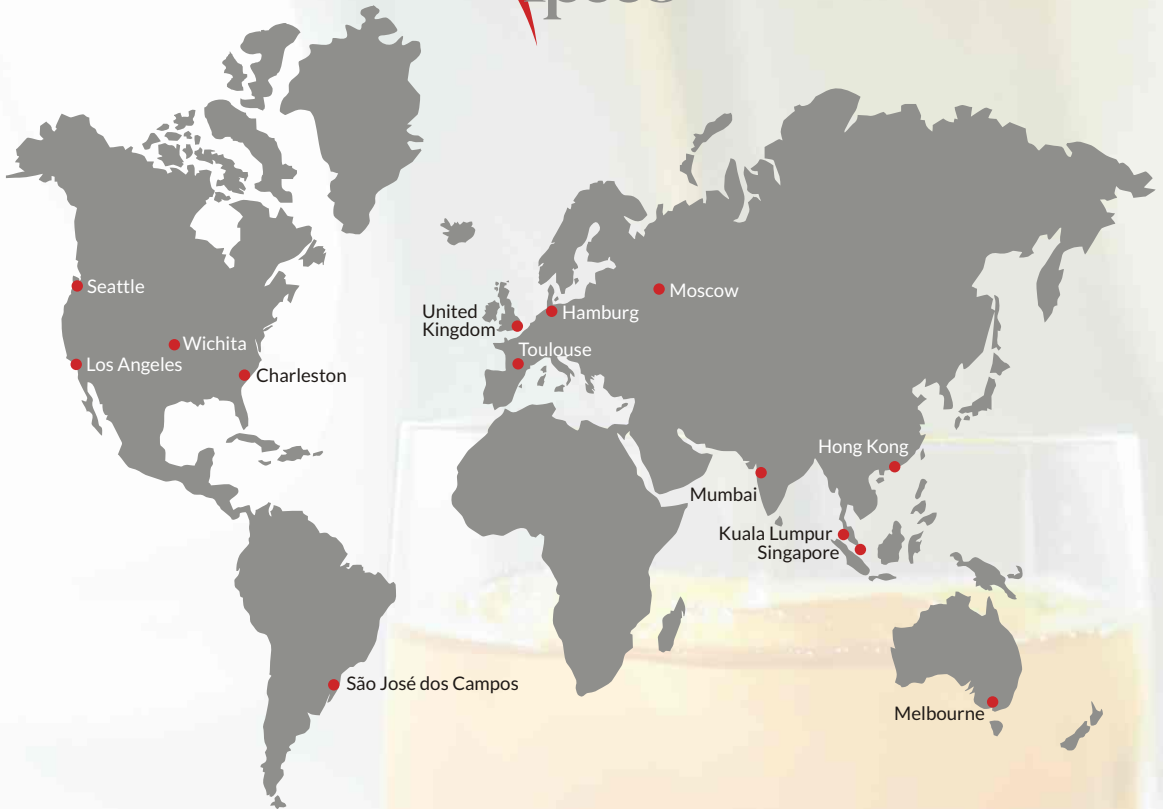 Seattle
Wichita
Los Angeles
Charleston
United
Kingdom
Hamburg
Toulouse
Moscow
Hong Kong
Mumbai
Kuala Lumpur
Singapore
São José dos Campos
Melbourne